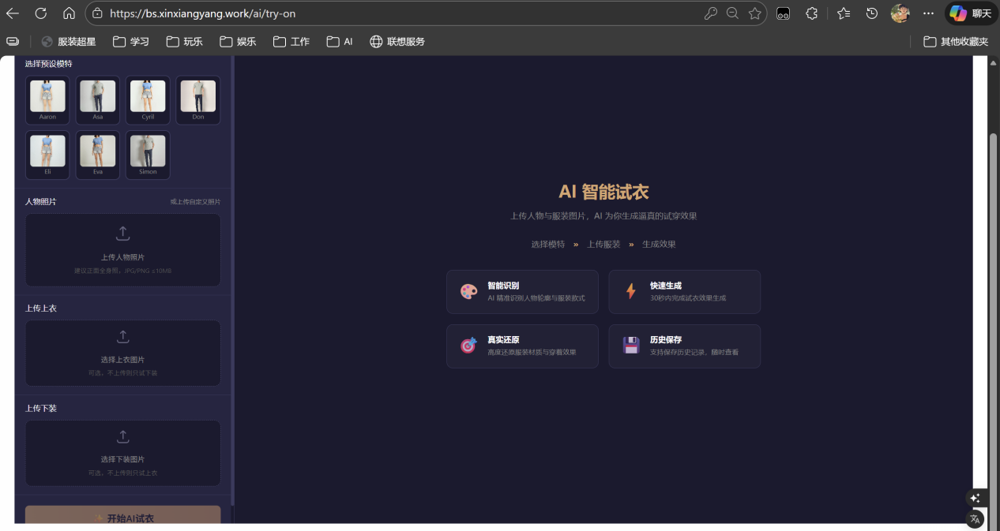 https://bs.xinxiangyang.work/ai/try-on
聊天
服装超星
学习
玩乐
娱乐
工作
AI
联想服务
其他收藏夹
选择预设模特
Aaron
Asa
Cyril
Don
Eli
Eva
Simon
人物照片
或上传自定义照片
上传人物照片
建议正面全身照，JPG/PNG ≤10MB
上传上衣
选择上衣图片
可选，不上传则只试下装
上传下装
选择下装图片
可选，不上传则只试上衣
开始AI试衣
AI 智能试衣
上传人物与服装图片，AI 为你生成逼真的试穿效果
选择模特 » 上传服装 » 生成效果
智能识别
AI 精准识别人物轮廓与服装款式
快速生成
30秒内完成试衣效果生成
真实还原
高度还原服装材质与穿着效果
历史保存
支持保存历史记录，随时查看